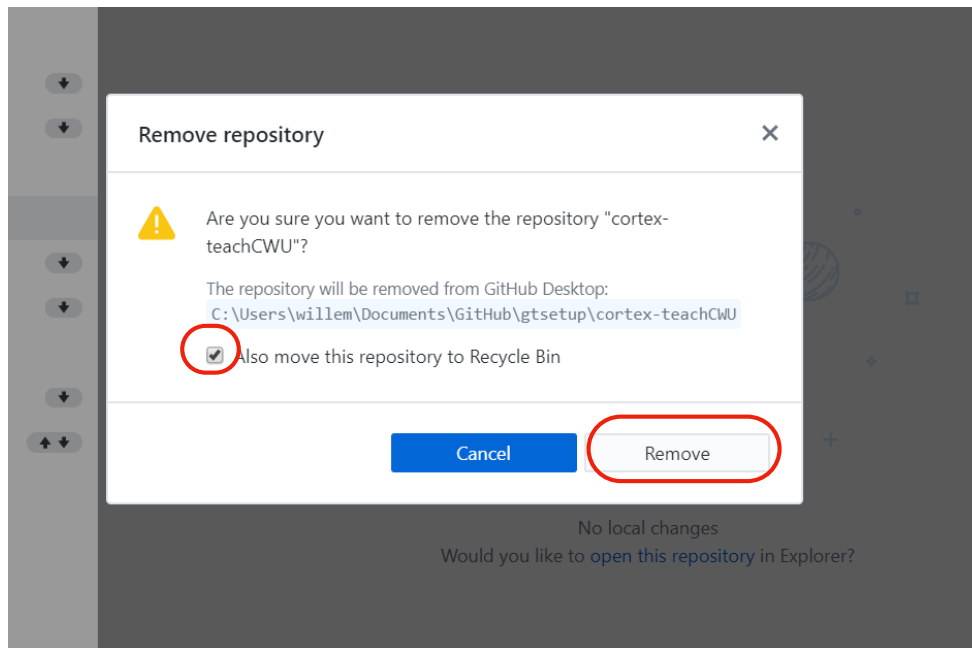 Remove repository
Are you sure you want to remove the repository "cortex-
teachCWU"?
The repository will be removed from GitHub Desktop:
C:\Users\willem\Documents\GitHub\gtsetup\cortex-teachCWU
Also move this repository to Recycle Bin
Cancel Remove
No local changes
Would you like to open this repository in Explorer?